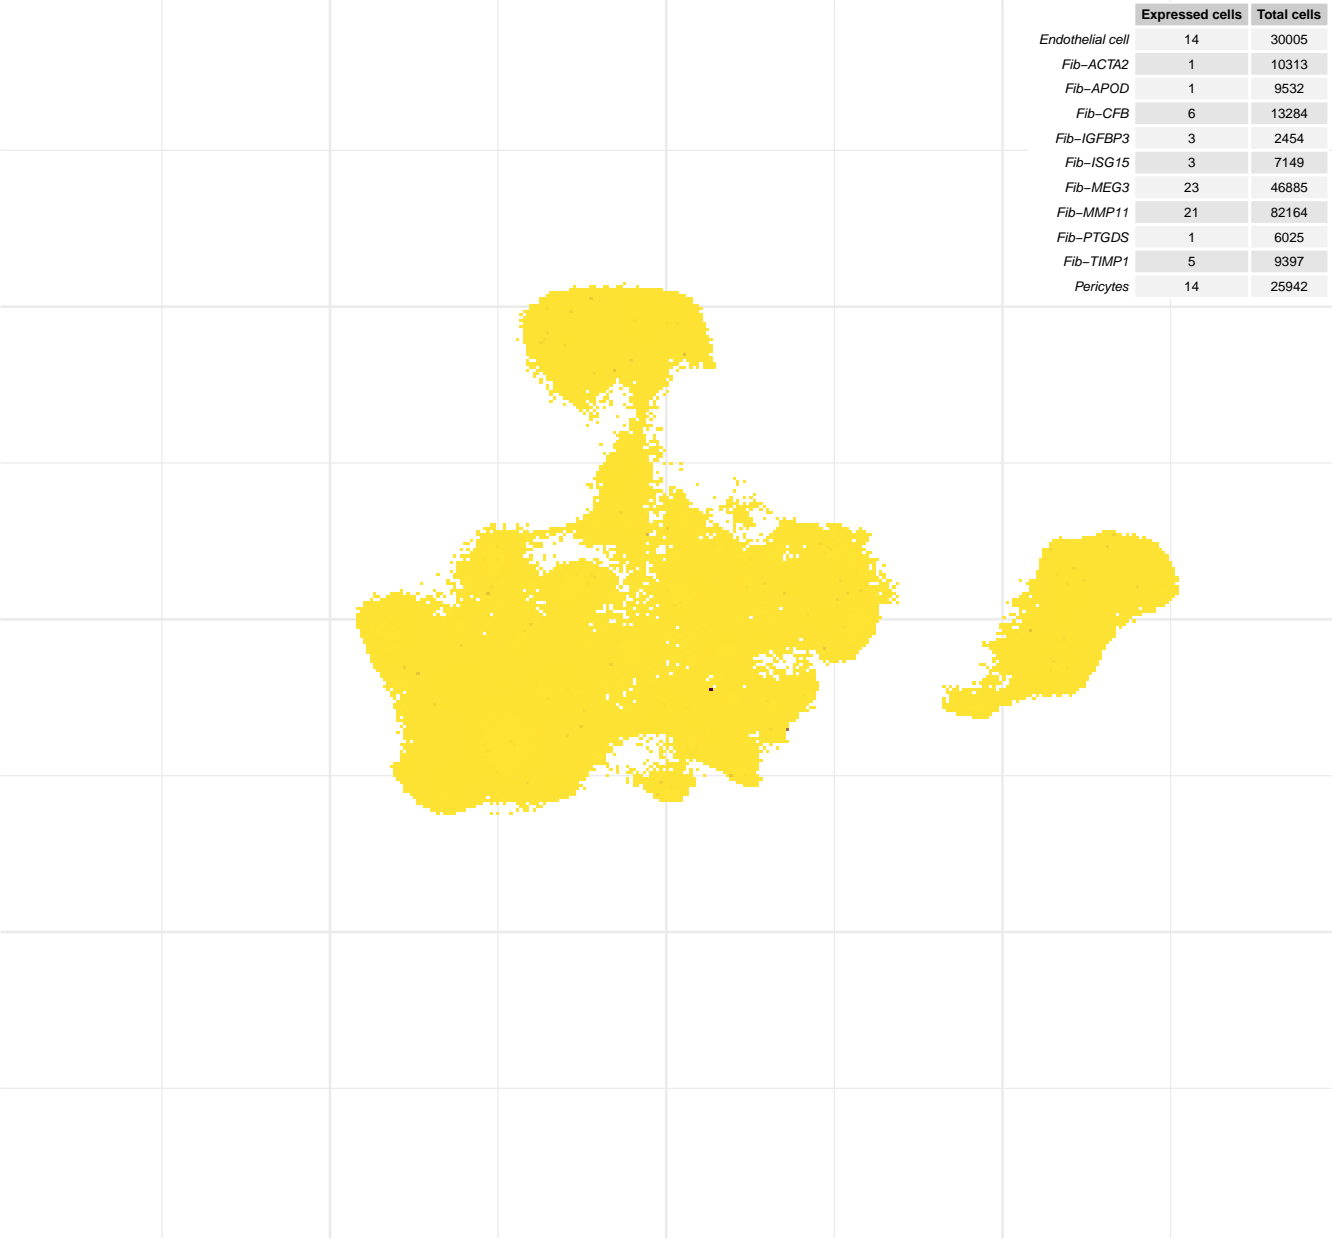 Expressed cells Total cells
Endothelial cell 14 30005
Fib−ACTA2 1 10313
Fib−APOD 1 9532
Fib−CFB 6 13284
Fib−IGFBP3 3 2454
Fib−ISG15 3 7149
Fib−MEG3 23 46885
Fib−MMP11 21 82164
Fib−PTGDS 1 6025
Fib−TIMP1 5 9397
Pericytes 14 25942